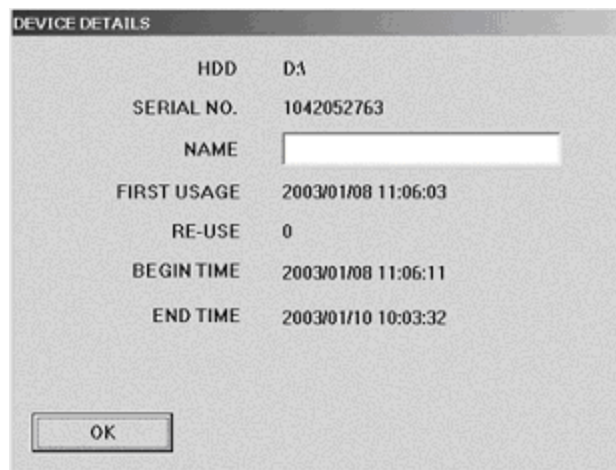 DEVICE DETAILS
HDD D:\
SERIAL NO. 1042052763
NAME
FIRST USAGE 2003/01/08 11:06:03
RE-USE 0
BEGIN TIME 2003/01/08 11:06:11
END TIME 2003/01/10 10:03:32
OK